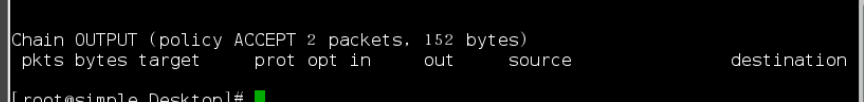 Chain OUTPUT (policy ACCEPT 2 packets, 152 bytes)
pkts bytes target prot opt in out source destination
[root@simple Desktop]#